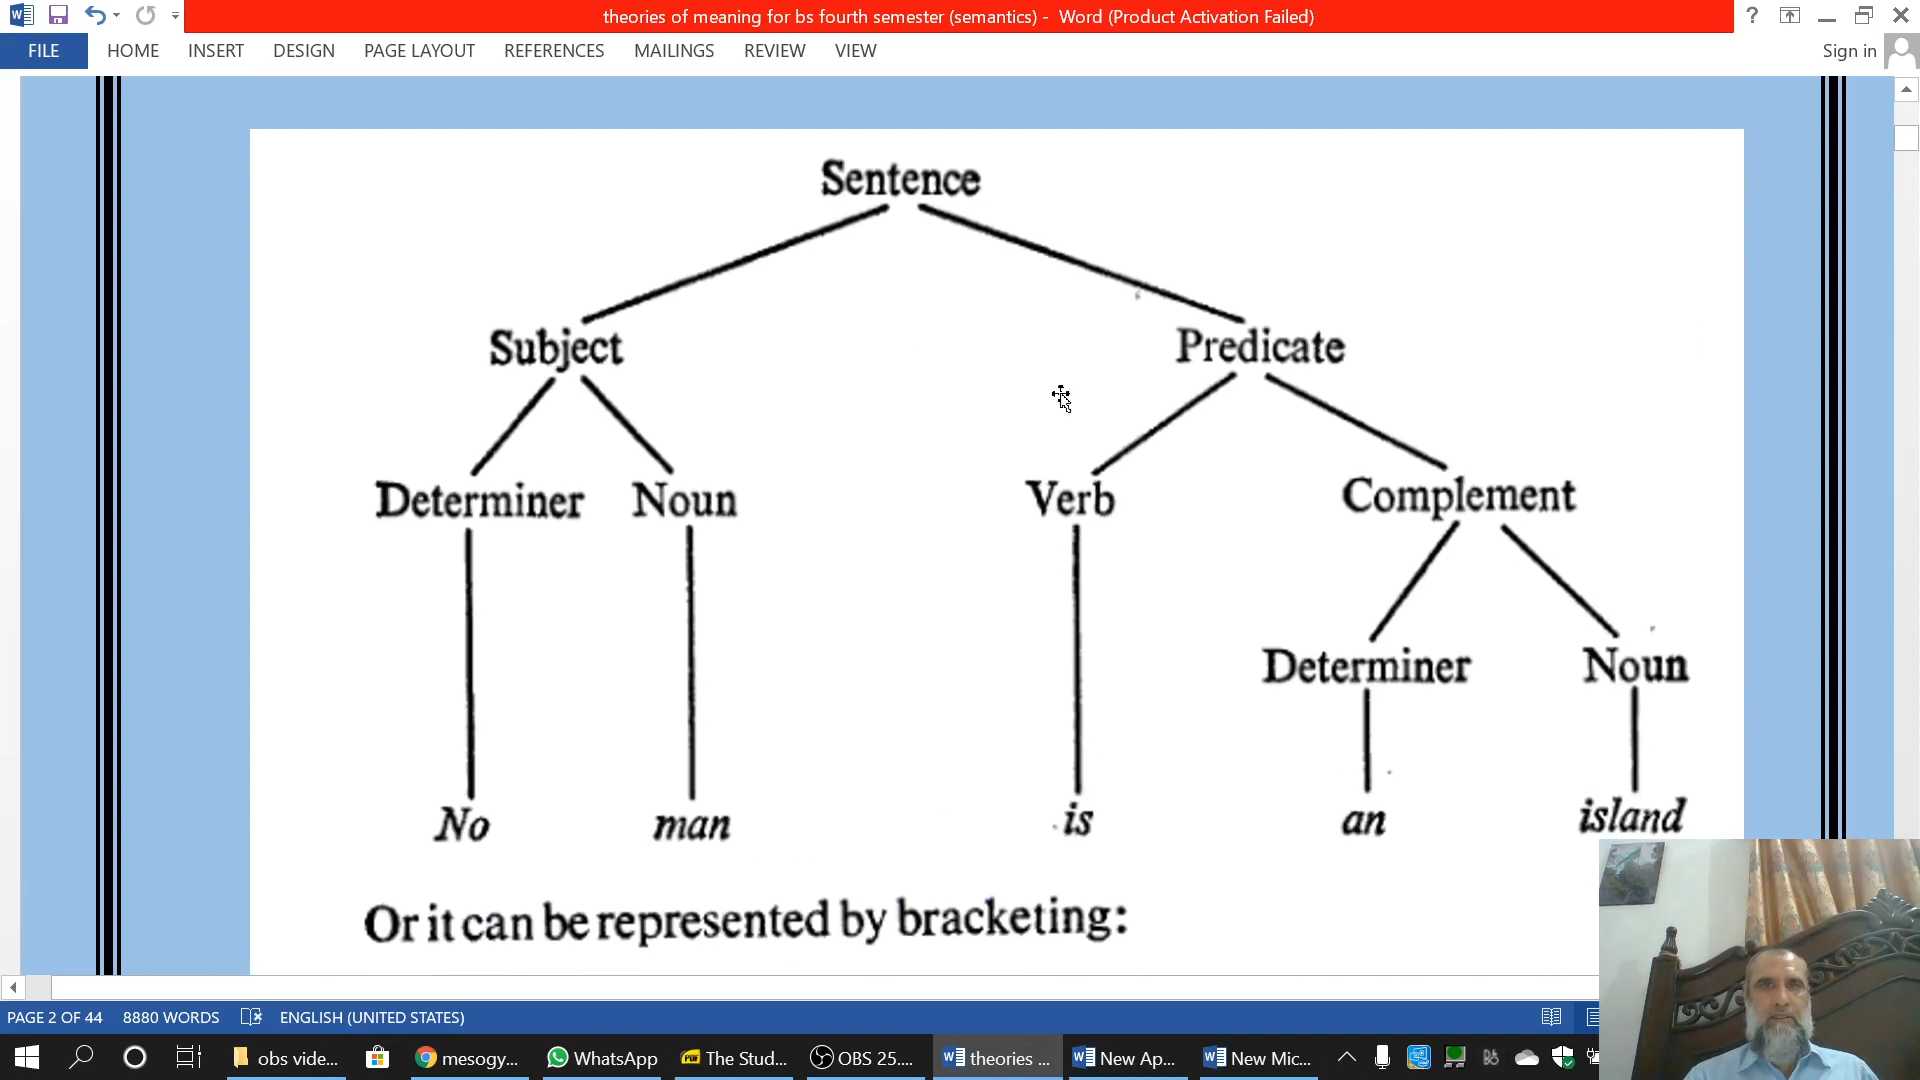 theories of meaning for bs fourth semester (semantics) - Word (Product Activation Failed)
FILE HOME INSERT DESIGN PAGE LAYOUT REFERENCES MAILINGS REVIEW VIEW Sign in
Sentence
Subject Predicate
Determiner Noun Verb Complement
Determiner Noun
No man is an island
Or it can be represented by bracketing:
PAGE 2 OF 44 8880 WORDS ENGLISH (UNITED STATES)
obs vide... mesogy... WhatsApp The Stud... OBS 25.... theories ... New Ap... New Mic...